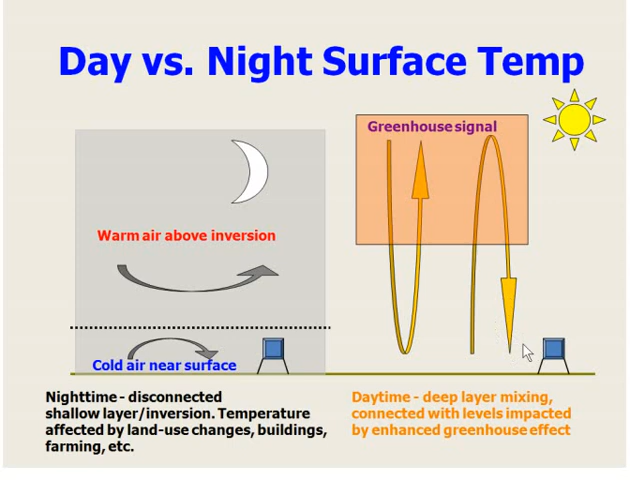 Day vs. Night Surface Temp
Greenhouse signal
Warm air above inversion
Cold air near surface
Nighttime - disconnected
shallow layer/inversion. Temperature
affected by land-use changes, buildings,
farming, etc.
Daytime - deep layer mixing,
connected with levels impacted
by enhanced greenhouse effect